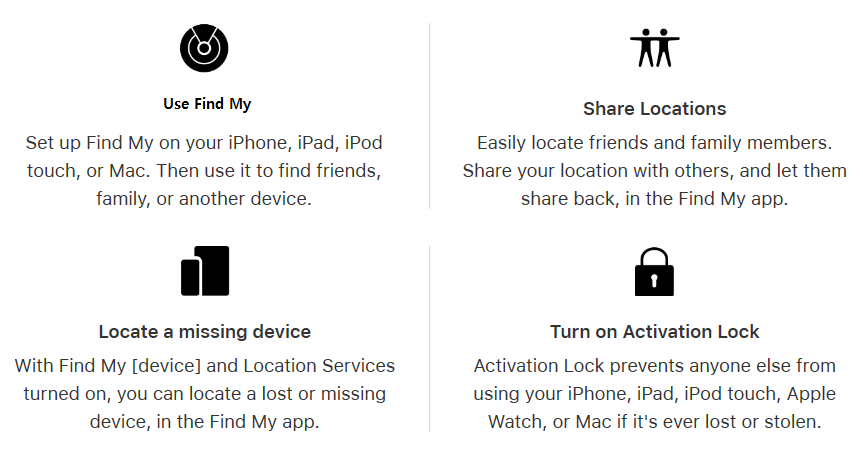 Use Find My
Set up Find My on your iPhone, iPad, iPod
touch, or Mac. Then use it to find friends,
family, or another device.
Share Locations
Easily locate friends and family members.
Share your location with others, and let them
share back, in the Find My app.
Locate a missing device
With Find My [device] and Location Services
turned on, you can locate a lost or missing
device, in the Find My app.
Turn on Activation Lock
Activation Lock prevents anyone else from
using your iPhone, iPad, iPod touch, Apple
Watch, or Mac if it's ever lost or stolen.